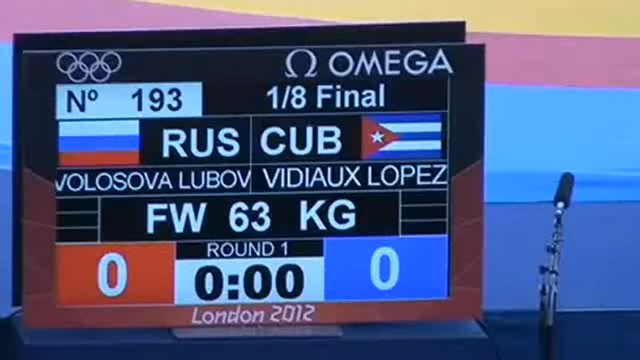 Ω OMEGA
Nº 193 1/8 Final
RUS CUB
VOLOSOVA LUBOV VIDIAUX LOPEZ
FW 63 KG
ROUND 1
0 0:00 0
London 2012